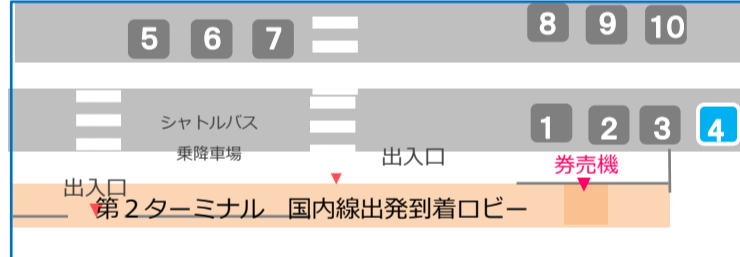 5 6 7
8 9 10
シャトルバス
乗降車場
1 2 3 4
出入口
券売機
出入口
第２ターミナル　国内線出発到着ロビー